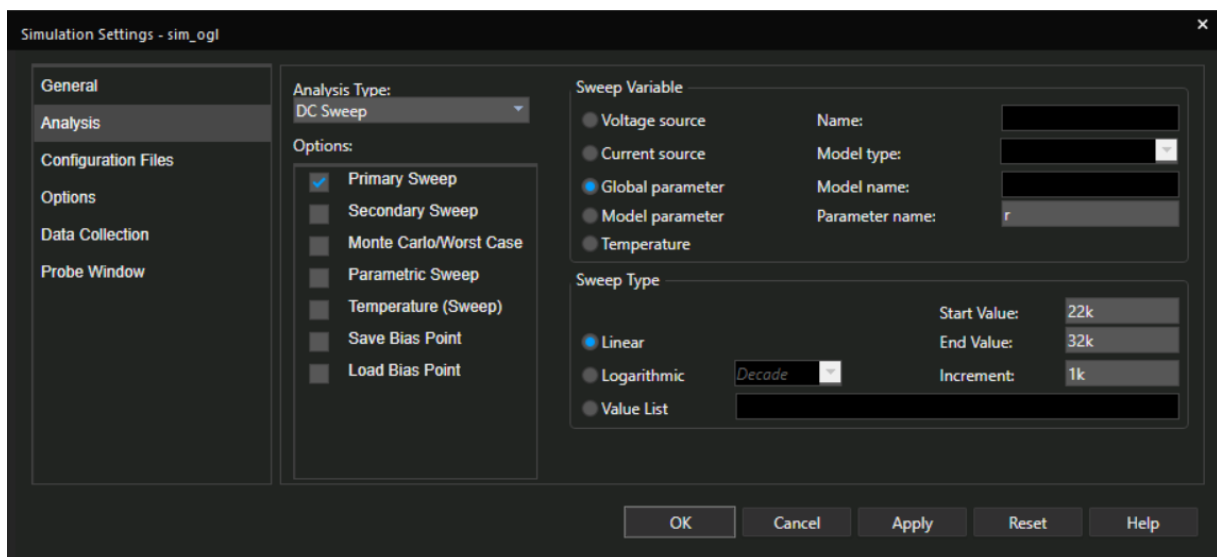 Simulation Settings - sim_ogl
×
General
Analysis
Configuration Files
Options
Data Collection
Probe Window
Analysis Type:
DC Sweep
Options:
Primary Sweep
Secondary Sweep
Monte Carlo/Worst Case
Parametric Sweep
Temperature (Sweep)
Save Bias Point
Load Bias Point
Sweep Variable
Voltage source
Name:
Current source
Model type:
Global parameter
Model name:
Model parameter
Parameter name:
r
Temperature
Sweep Type
Start Value:
22k
Linear
End Value:
32k
Logarithmic
Decade
Increment:
1k
Value List
OK
Cancel
Apply
Reset
Help